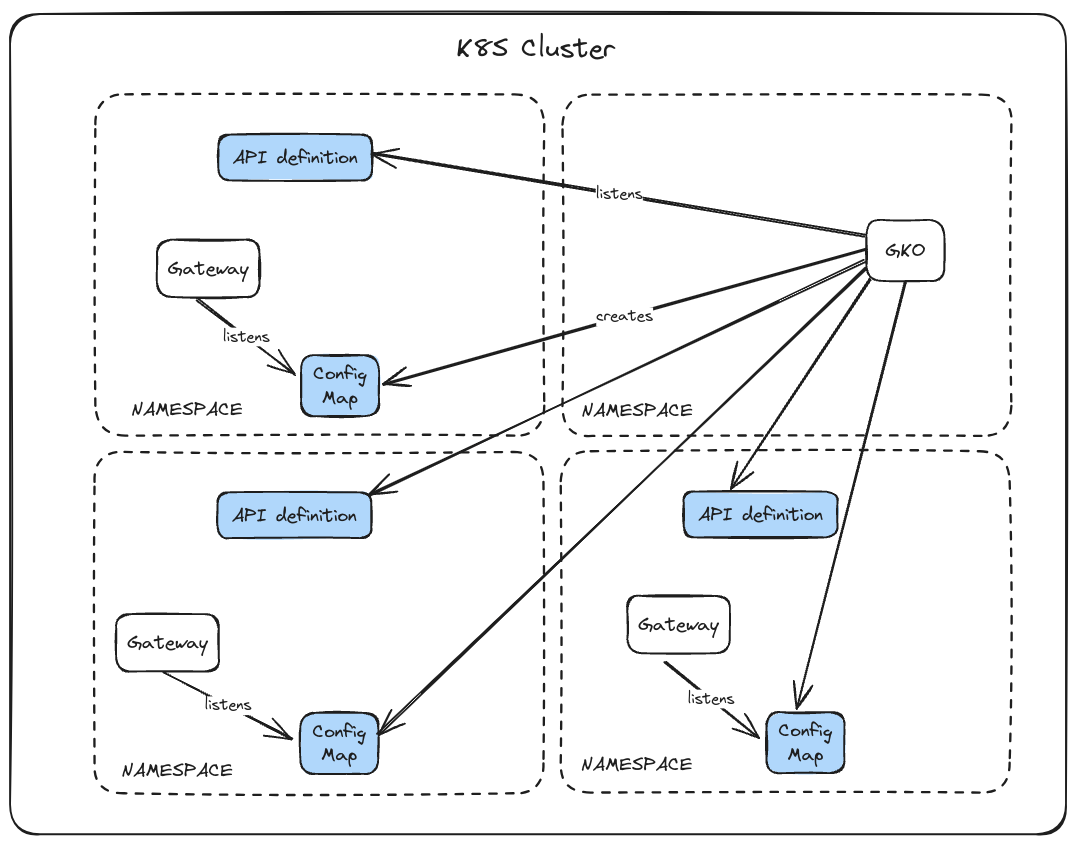 K8S Cluster
API definition
listens
Gateway
GKO
listens
creates
Config
Map
NAMESPACE
NAMESPACE
API definition
API definition
Gateway
Gateway
listens
listens
Config
Map
Config
Map
NAMESPACE
NAMESPACE